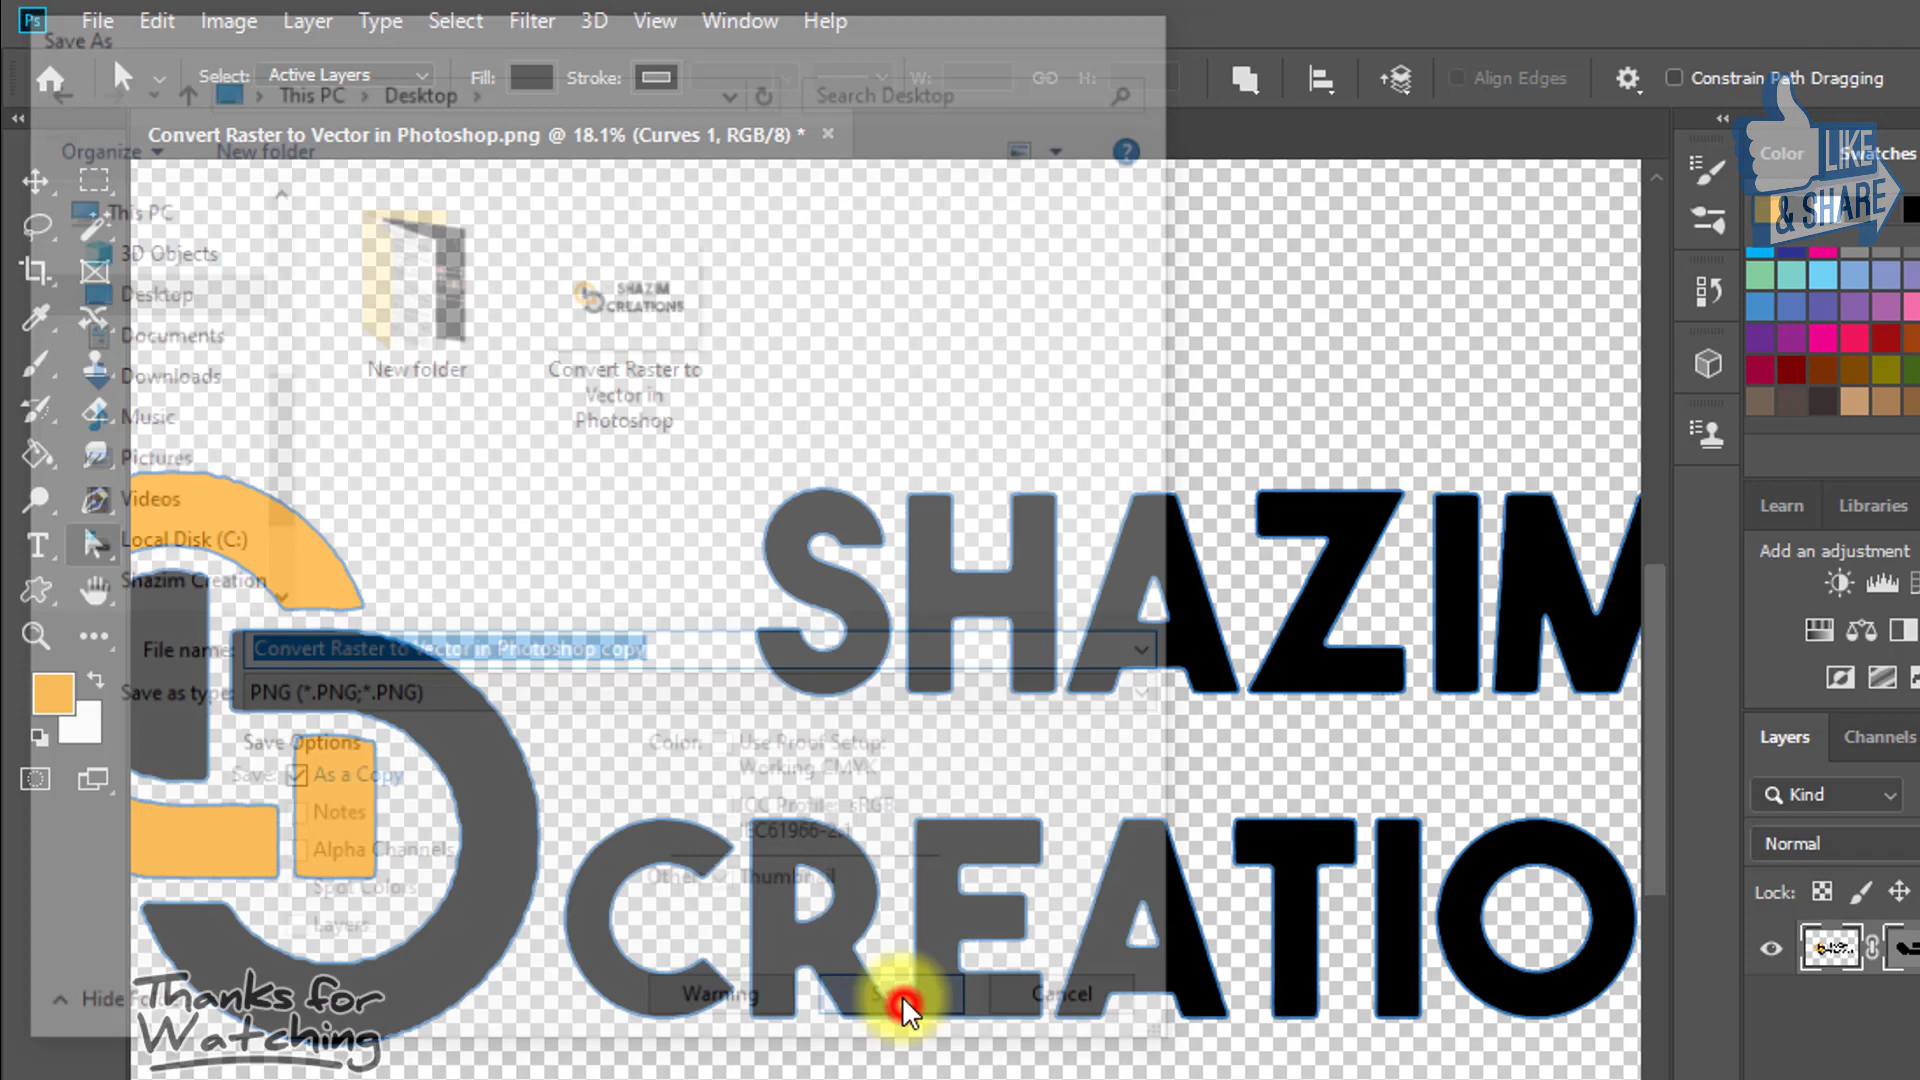 Ps File Edit Image Layer Type Select Filter 3D View Window Help
Save As
Select: Active Layers Fill: Stroke: W: H: Align Edges Constrain Path Dragging
This PC > Desktop > Search Desktop
Convert Raster to Vector in Photoshop.png @ 18.1% (Curves 1, RGB/8) * ×
Organize New folder
LIKE
& SHARE
Color Swatches
This PC
3D Objects
Desktop
Documents
Downloads
Music
Pictures
Videos
Local Disk (C:)
Shazim Creation
New folder
SHAZIM
CREATIONS
Convert Raster to
Vector in
Photoshop
Learn Libraries
Add an adjustment
SHAZIM
File name: Convert Raster to Vector in Photoshop copy
Save as type: PNG (*.PNG;*.PNG)
Save Options
Save: As a Copy
Notes
Alpha Channels
Spot Colors
Layers
Color: Use Proof Setup:
Working CMYK
ICC Profile: sRGB
IEC61966-2.1
Other: Thumbnail
Layers Channels
Kind
Normal
Lock:
CREATIO
Hide Fo
Warning S Cancel
Thanks for
Watching